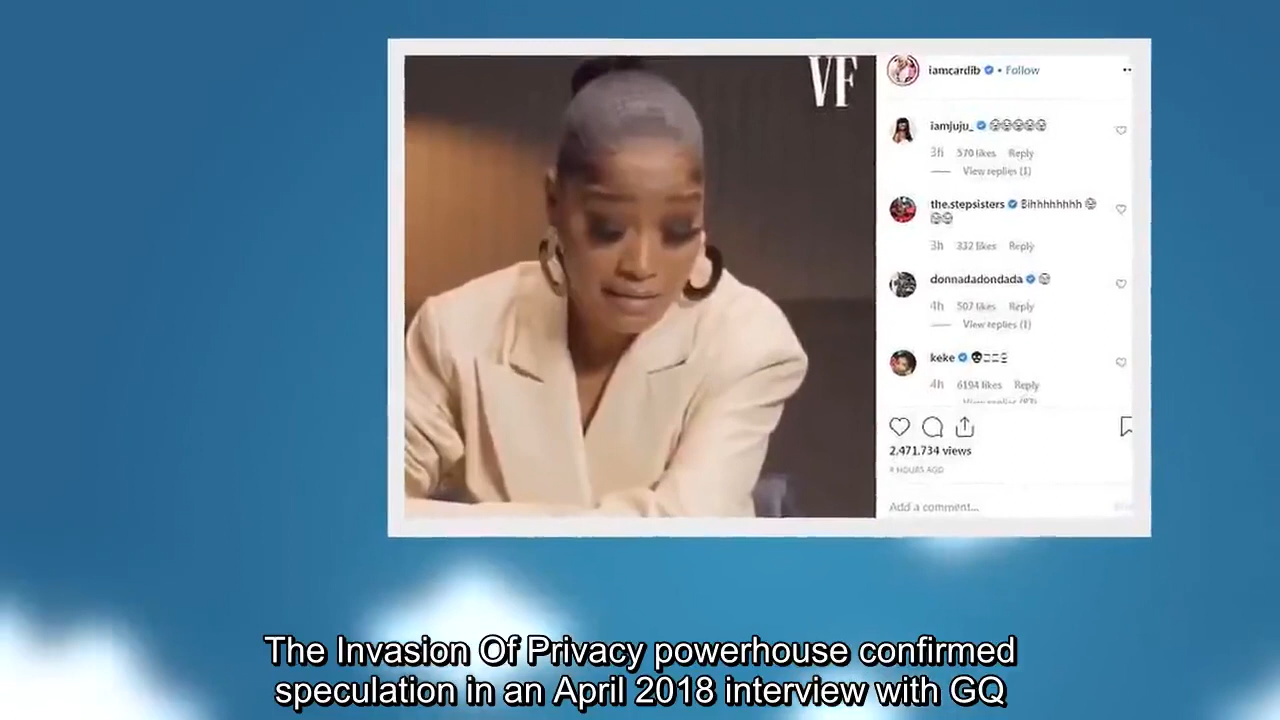 VF
iamcardib • Follow
iamjuju_
3h 570 likes Reply
View replies (1)
the.stepsisters Bihhhhhhhh
3h 332 likes Reply
donnadadondada
4h 507 likes Reply
View replies (1)
keke
4h 6194 likes Reply
2,471,734 views
HOURS AGO
Add a comment...
The Invasion Of Privacy powerhouse confirmed
speculation in an April 2018 interview with GQ